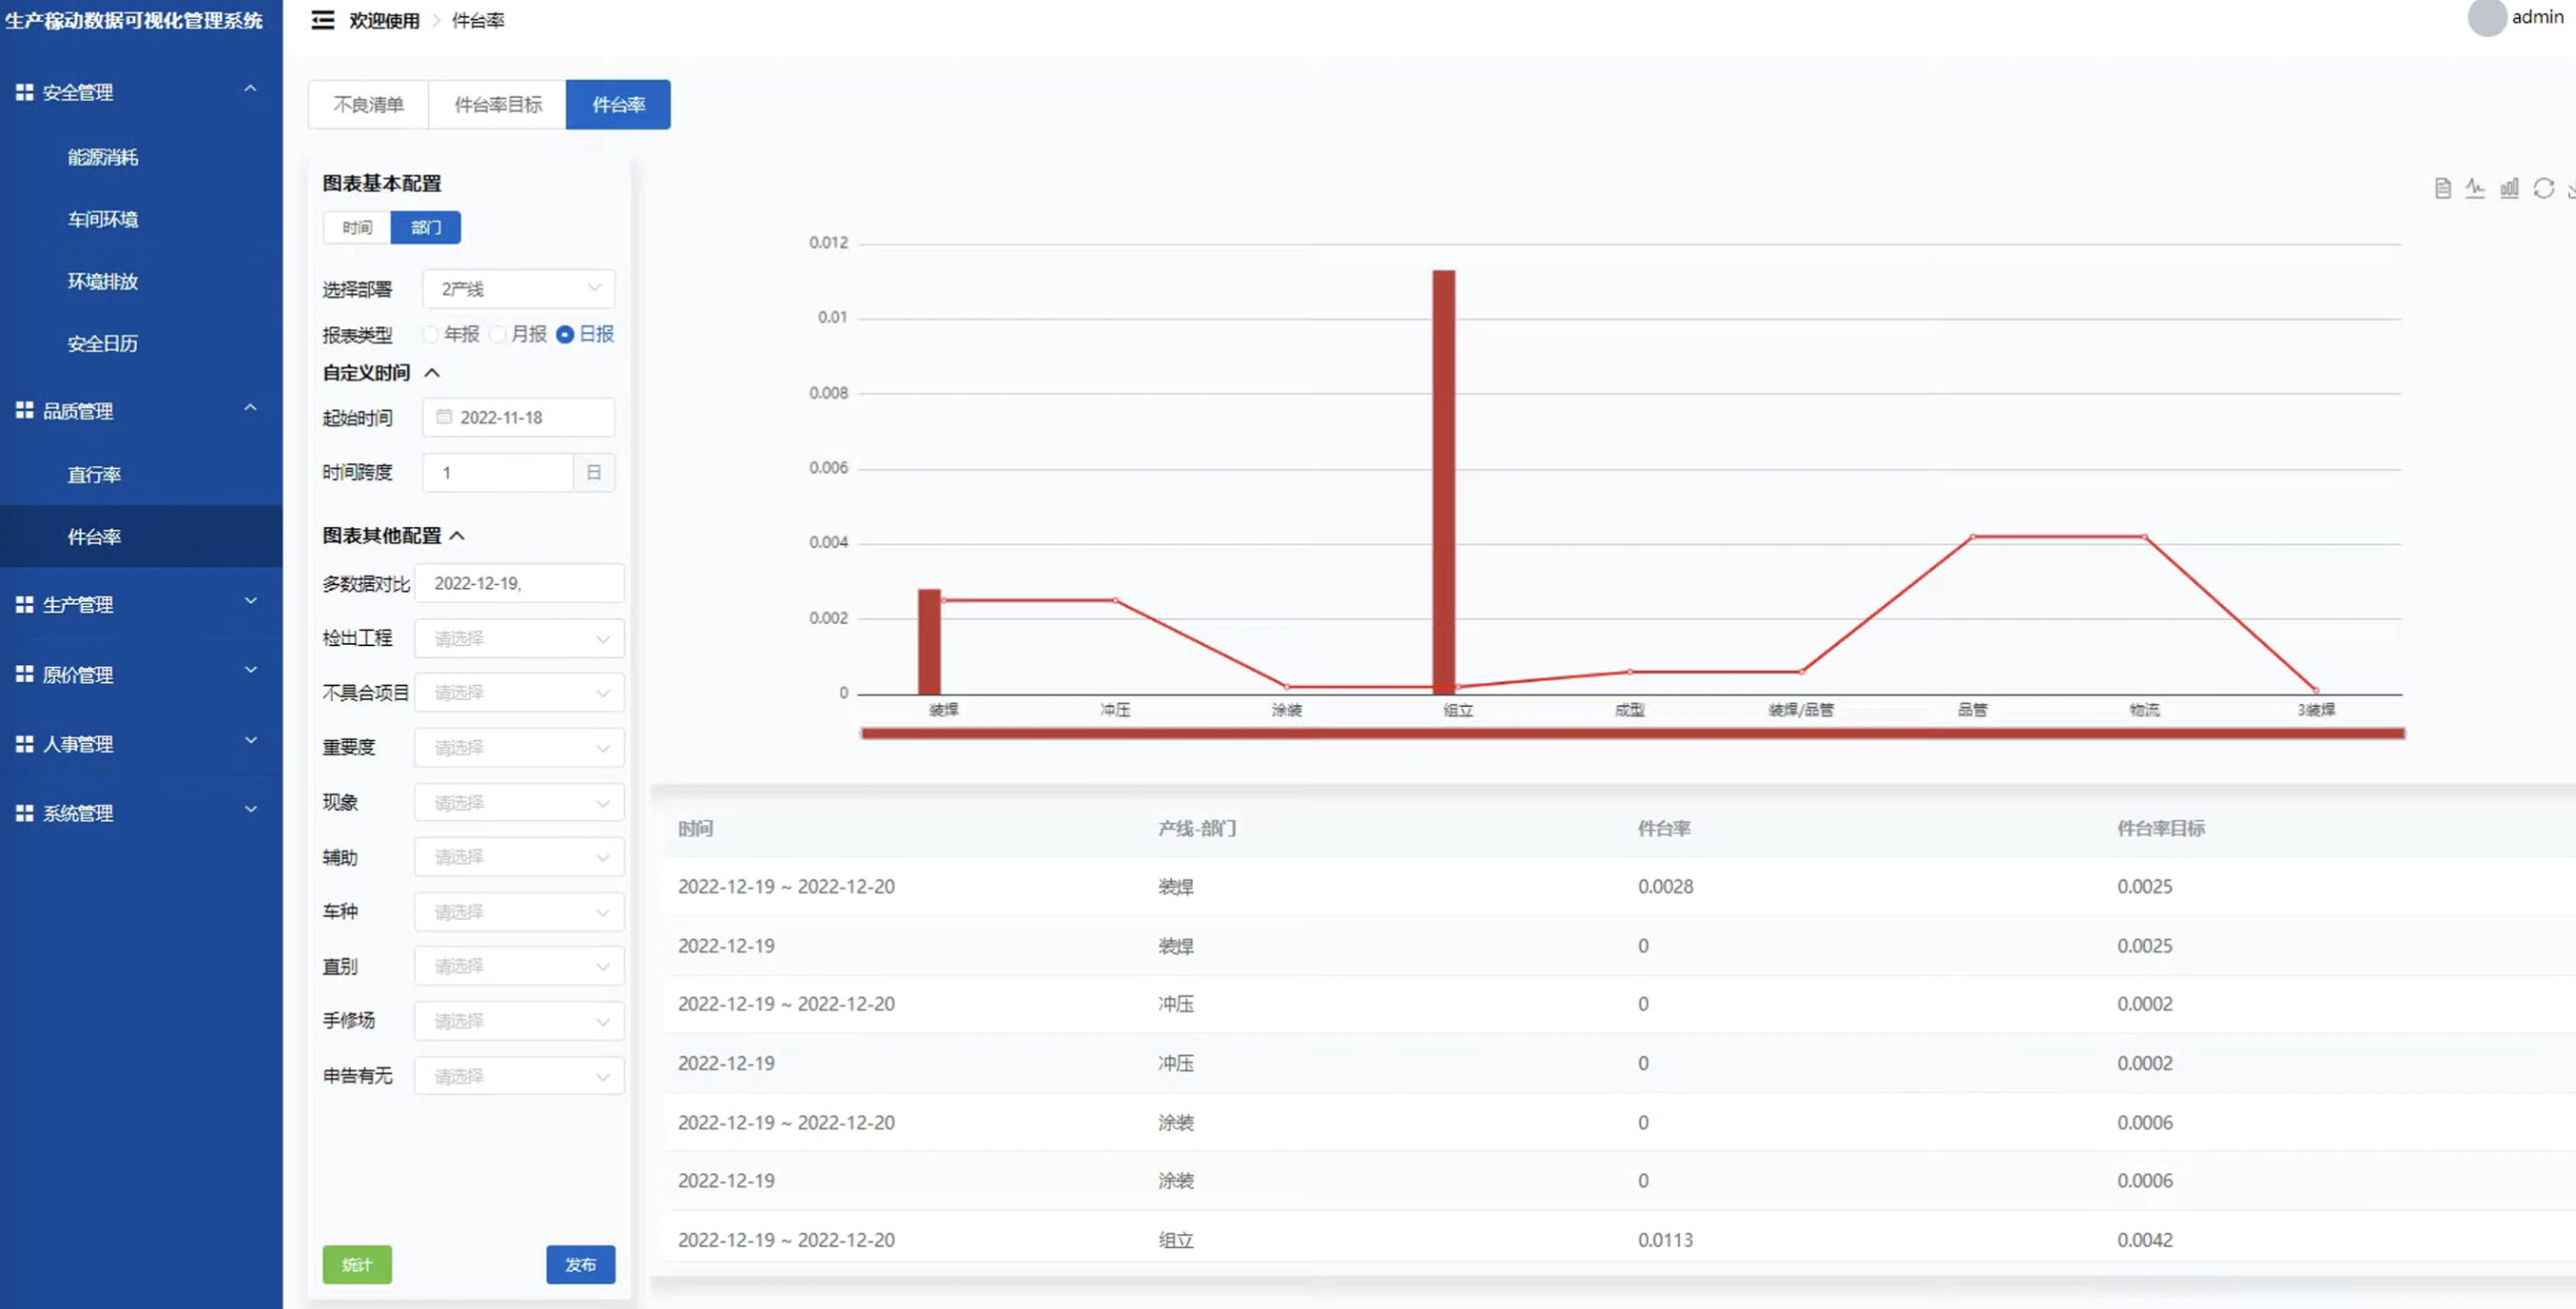 生产稼动数据可视化管理系统
安全管理
能源消耗
车间环境
环境排放
安全日历
品质管理
直行率
件台率
生产管理
原价管理
人事管理
系统管理
欢迎使用 > 件台率
admin
不良清单 件台率目标 件台率
图表基本配置
时间 部门
选择部署 2产线
报表类型 年报 月报 日报
自定义时间
起始时间 2022-11-18
时间跨度 1 日
图表其他配置
多数据对比 2022-12-19,
检出工程 请选择
不具合项目 请选择
重要度 请选择
现象 请选择
辅助 请选择
车种 请选择
直别 请选择
手修场 请选择
申告有无 请选择
统计 发布
0.012
0.01
0.008
0.006
0.004
0.002
0
装焊 冲压 涂装 组立 成型 装焊/品管 品管 物流 3装焊
时间 产线-部门 件台率 件台率目标
2022-12-19 ~ 2022-12-20 装焊 0.0028 0.0025
2022-12-19 装焊 0 0.0025
2022-12-19 ~ 2022-12-20 冲压 0 0.0002
2022-12-19 冲压 0 0.0002
2022-12-19 ~ 2022-12-20 涂装 0 0.0006
2022-12-19 涂装 0 0.0006
2022-12-19 ~ 2022-12-20 组立 0.0113 0.0042